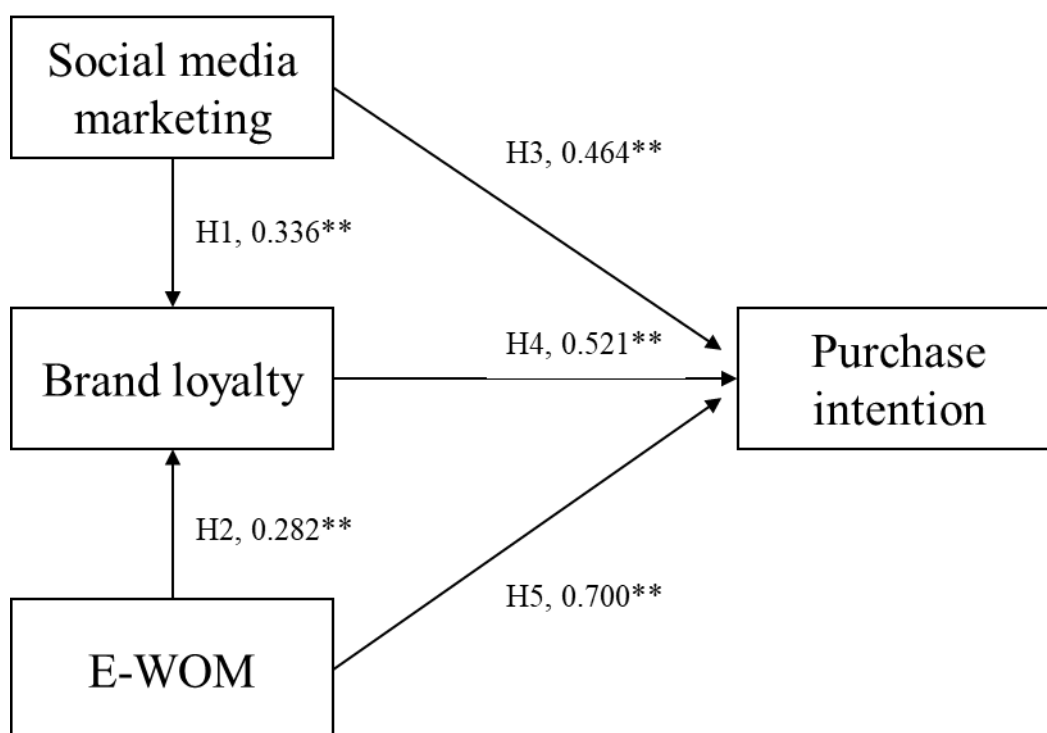 Social media
marketing
H3, 0.464**
H1, 0.336**
Brand loyalty
H4, 0.521**
Purchase
intention
H2, 0.282**
H5, 0.700**
E-WOM